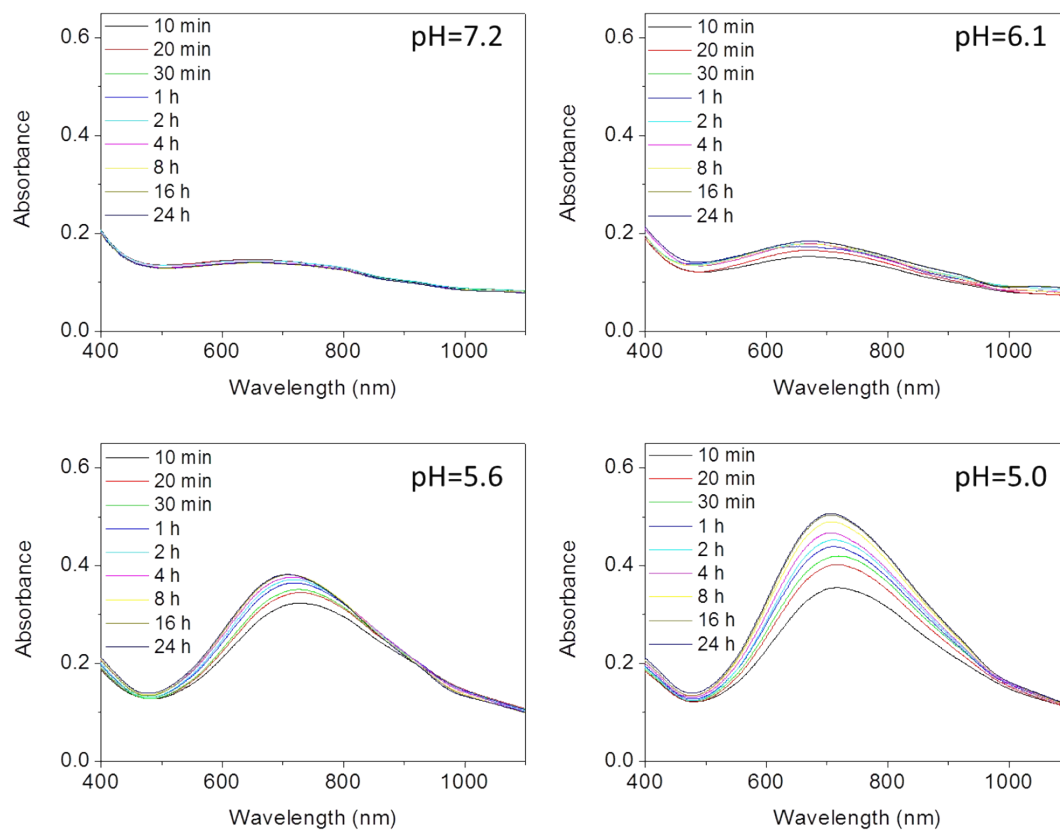 pH=7.2
10 min
20 min
30 min
1 h
2 h
4 h
8 h
16 h
24 h
0.6
0.4
0.2
0.0
Absorbance
400
600
800
1000
Wavelength (nm)
pH=6.1
10 min
20 min
30 min
1 h
2 h
4 h
8 h
16 h
24 h
0.6
0.4
0.2
0.0
Absorbance
400
600
800
1000
Wavelength (nm)
pH=5.6
10 min
20 min
30 min
1 h
2 h
4 h
8 h
16 h
24 h
0.6
0.4
0.2
0.0
Absorbance
400
600
800
1000
Wavelength (nm)
pH=5.0
10 min
20 min
30 min
1 h
2 h
4 h
8 h
16 h
24 h
0.6
0.4
0.2
0.0
Absorbance
400
600
800
1000
Wavelength (nm)